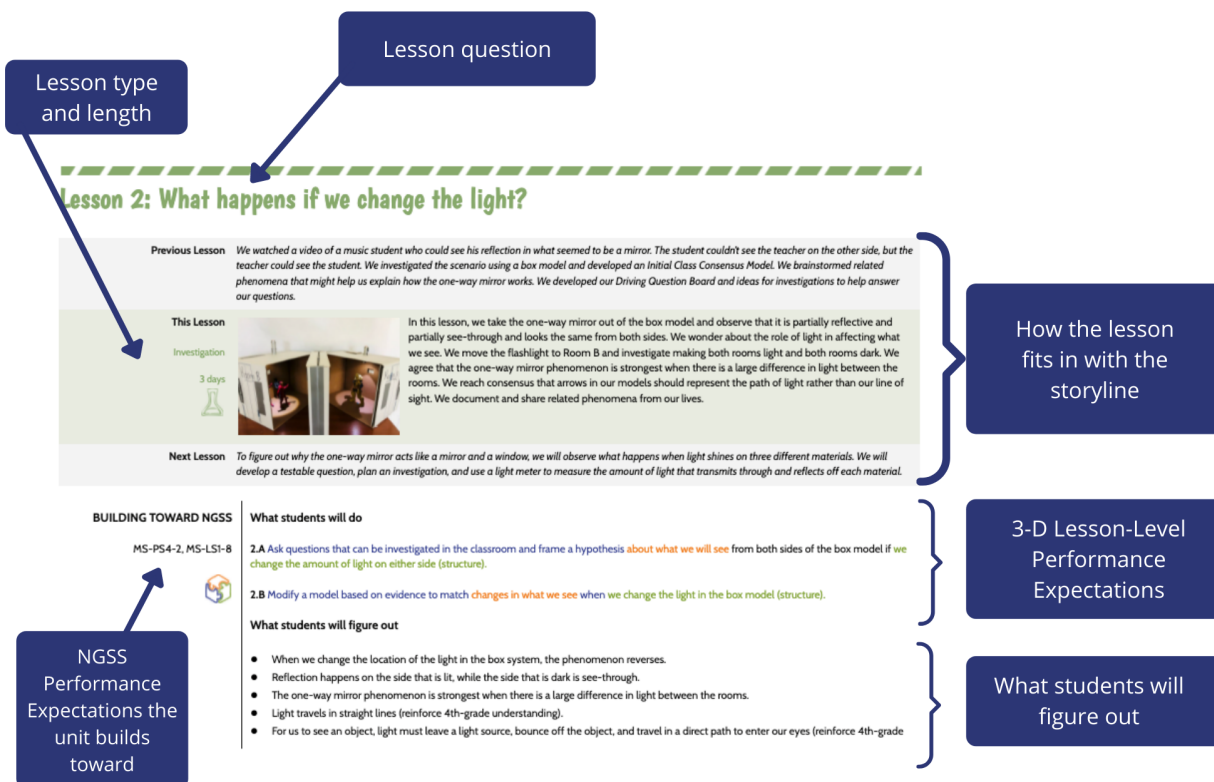 Lesson question
Lesson type
and length
Lesson 2: What happens if we change the light?
Previous Lesson
We watched a video of a music student who could see his reflection in what seemed to be a mirror. The student couldn't see the teacher on the other side, but the
teacher could see the student. We investigated the scenario using a box model and developed an Initial Class Consensus Model. We brainstormed related
phenomena that might help us explain how the one-way mirror works. We developed our Driving Question Board and ideas for investigations to help answer
our questions.
This Lesson
Investigation
3 days
In this lesson, we take the one-way mirror out of the box model and observe that it is partially reflective and
partially see-through and looks the same from both sides. We wonder about the role of light in affecting what
we see. We move the flashlight to Room B and investigate making both rooms light and both rooms dark. We
agree that the one-way mirror phenomenon is strongest when there is a large difference in light between the
rooms. We reach consensus that arrows in our models should represent the path of light rather than our line of
sight. We document and share related phenomena from our lives.
Next Lesson
To figure out why the one-way mirror acts like a mirror and a window, we will observe what happens when light shines on three different materials. We will
develop a testable question, plan an investigation, and use a light meter to measure the amount of light that transmits through and reflects off each material.
How the lesson
fits in with the
storyline
BUILDING TOWARD NGSS
MS-PS4-2, MS-LS1-8
What students will do
2.A Ask questions that can be investigated in the classroom and frame a hypothesis about what we will see from both sides of the box model if we
change the amount of light on either side (structure).
2.B Modify a model based on evidence to match changes in what we see when we change the light in the box model (structure).
3-D Lesson-Level
Performance
Expectations
What students will figure out
● When we change the location of the light in the box system, the phenomenon reverses.
● Reflection happens on the side that is lit, while the side that is dark is see-through.
● The one-way mirror phenomenon is strongest when there is a large difference in light between the rooms.
● Light travels in straight lines (reinforce 4th-grade understanding).
● For us to see an object, light must leave a light source, bounce off the object, and travel in a direct path to enter our eyes (reinforce 4th-grade
What students will
figure out
NGSS
Performance
Expectations the
unit builds
toward